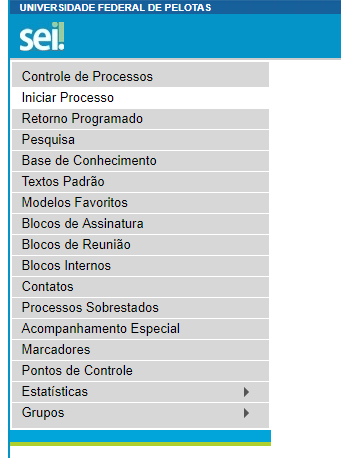 UNIVERSIDADE FEDERAL DE PELOTAS
sei!
Controle de Processos
Iniciar Processo
Retorno Programado
Pesquisa
Base de Conhecimento
Textos Padrão
Modelos Favoritos
Blocos de Assinatura
Blocos de Reunião
Blocos Internos
Contatos
Processos Sobrestados
Acompanhamento Especial
Marcadores
Pontos de Controle
Estatísticas
Grupos